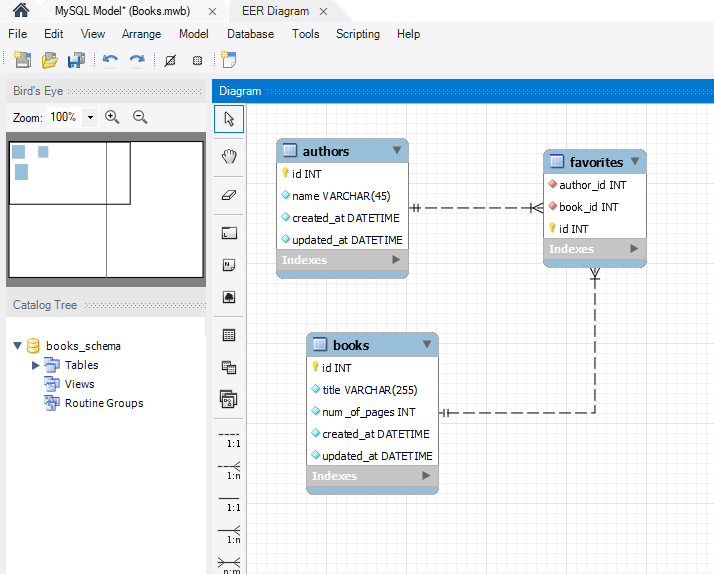 MySQL Model* (Books.mwb) ×
EER Diagram ×
File Edit View Arrange Model Database Tools Scripting Help
Bird's Eye
Zoom: 100%
Catalog Tree
books_schema
Tables
Views
Routine Groups
Diagram
1:1
1:n
1:1
1:n
n:m
authors
id INT
name VARCHAR(45)
created_at DATETIME
updated_at DATETIME
Indexes
favorites
author_id INT
book_id INT
id INT
Indexes
books
id INT
title VARCHAR(255)
num_of_pages INT
created_at DATETIME
updated_at DATETIME
Indexes